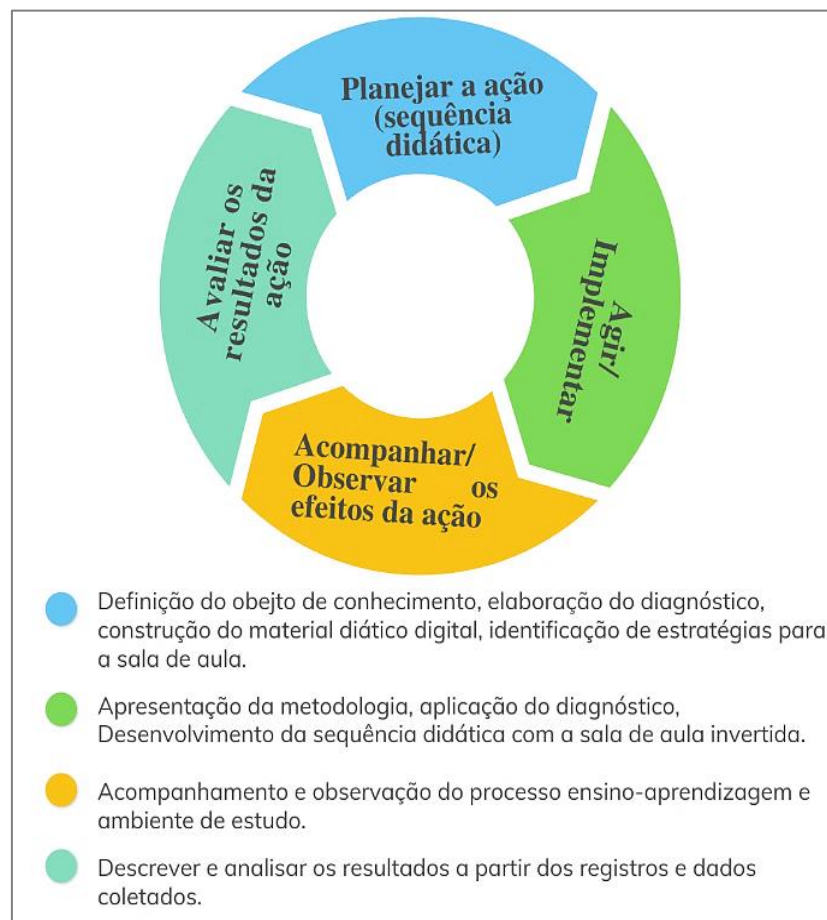 Planejar a ação
(sequência
didática)
Agir/
Implementar
Acompanhar/
Observar os
efeitos da ação
Avaliar os
resultados da
ação
Definição do obejto de conhecimento, elaboração do diagnóstico,
construção do material diático digital, identificação de estratégias para
a sala de aula.
Apresentação da metodologia, aplicação do diagnóstico,
Desenvolvimento da sequência didática com a sala de aula invertida.
Acompanhamento e observação do processo ensino-aprendizagem e
ambiente de estudo.
Descrever e analisar os resultados a partir dos registros e dados
coletados.